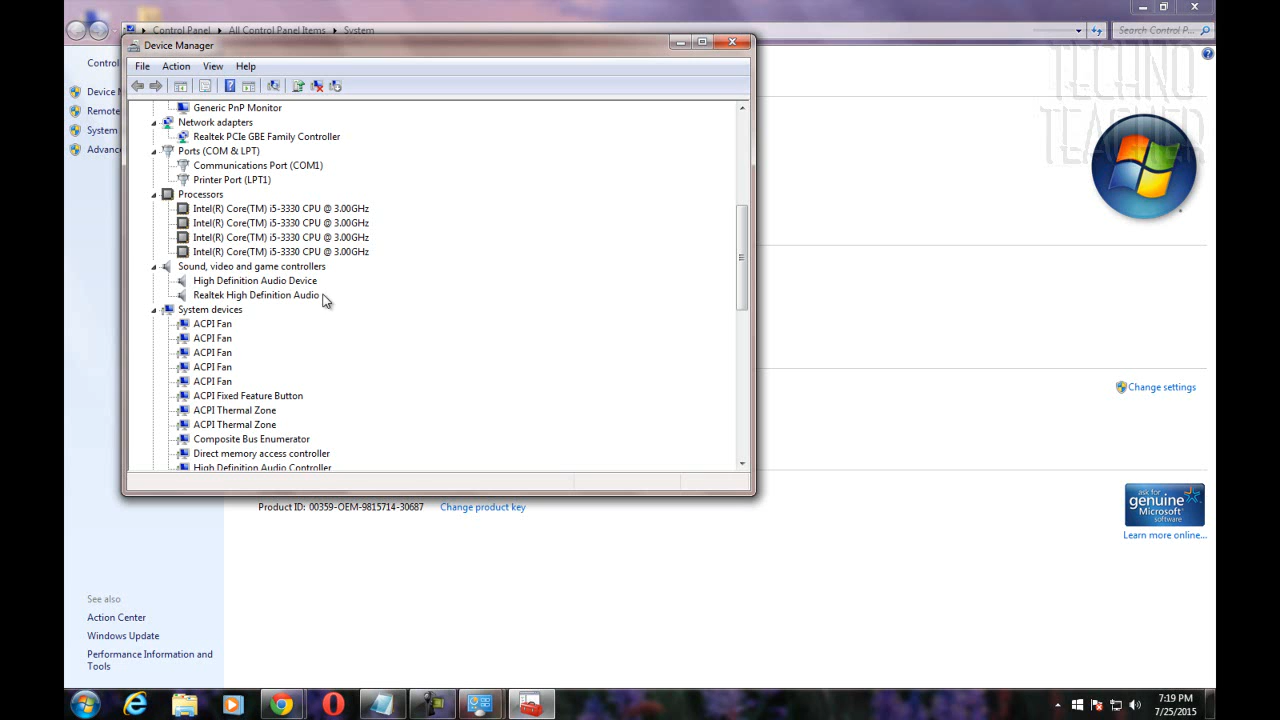 Control Panel
All Control Panel Items
System
Search Control P...
Device Manager
File
Action
View
Help
TECHNO
TEACHER
Control
Device M
Remote
System
Advanc
Generic PnP Monitor
Network adapters
Realtek PCIe GBE Family Controller
Ports (COM & LPT)
Communications Port (COM1)
Printer Port (LPT1)
Processors
Intel(R) Core(TM) i5-3330 CPU @ 3.00GHz
Intel(R) Core(TM) i5-3330 CPU @ 3.00GHz
Intel(R) Core(TM) i5-3330 CPU @ 3.00GHz
Intel(R) Core(TM) i5-3330 CPU @ 3.00GHz
Sound, video and game controllers
High Definition Audio Device
Realtek High Definition Audio
System devices
ACPI Fan
ACPI Fan
ACPI Fan
ACPI Fan
ACPI Fan
ACPI Fixed Feature Button
ACPI Thermal Zone
ACPI Thermal Zone
Composite Bus Enumerator
Direct memory access controller
High Definition Audio Controller
Change settings
Product ID: 00359-OEM-9815714-30687
Change product key
ask for
genuine
Microsoft
software
Learn more online...
See also
Action Center
Windows Update
Performance Information and
Tools
7:19 PM
7/25/2015